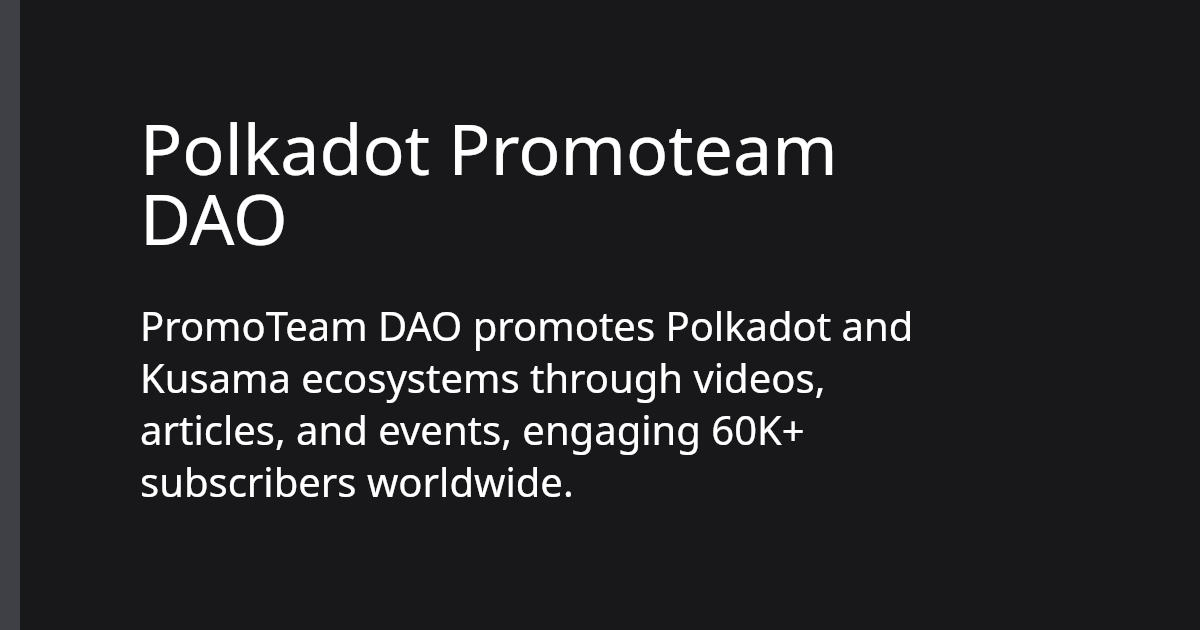 Polkadot Promoteam
DAO
PromoTeam DAO promotes Polkadot and
Kusama ecosystems through videos,
articles, and events, engaging 60K+
subscribers worldwide.